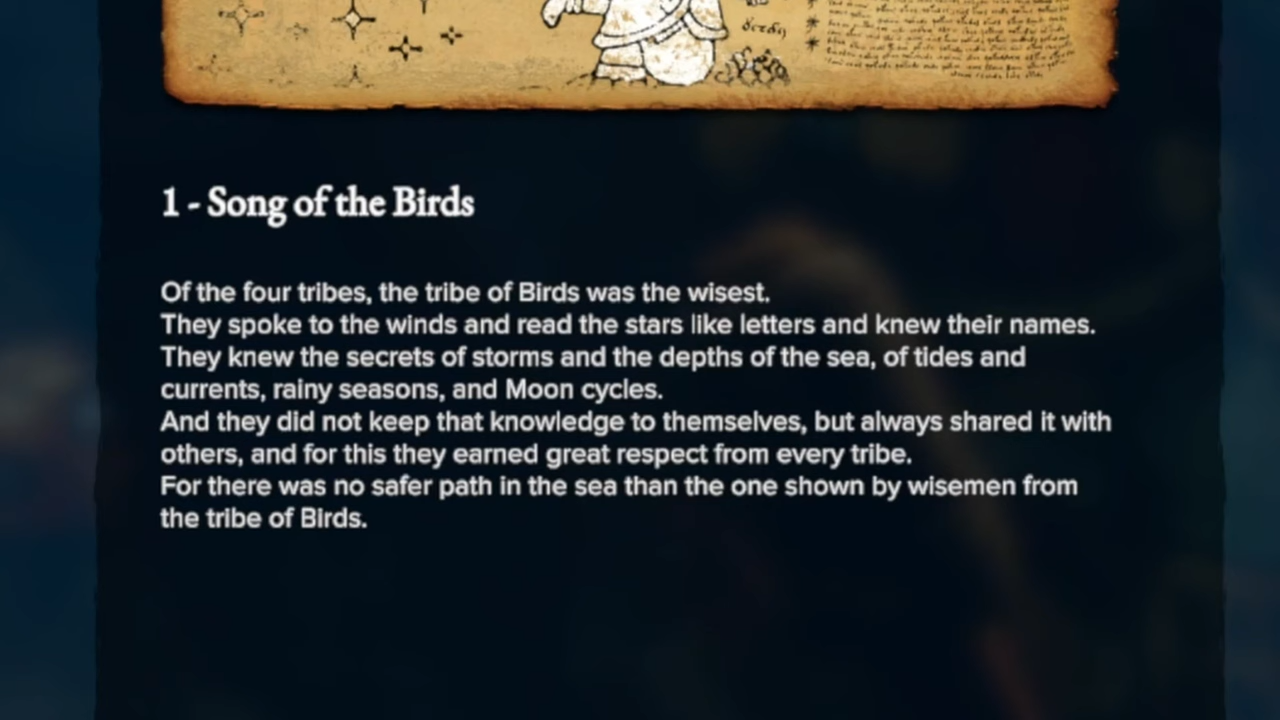 1 - Song of the Birds
Of the four tribes, the tribe of Birds was the wisest.
They spoke to the winds and read the stars like letters and knew their names.
They knew the secrets of storms and the depths of the sea, of tides and
currents, rainy seasons, and Moon cycles.
And they did not keep that knowledge to themselves, but always shared it with
others, and for this they earned great respect from every tribe.
For there was no safer path in the sea than the one shown by wisemen from
the tribe of Birds.